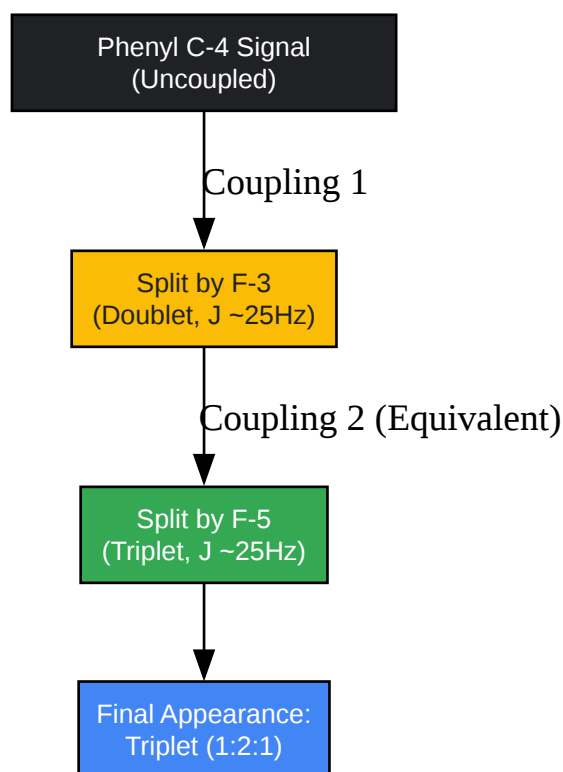 Phenyl C-4 Signal
(Uncoupled)
Coupling 1
Split by F-3
(Doublet, J ~25Hz)
Coupling 2 (Equivalent)
Split by F-5
(Triplet, J ~25Hz)
Final Appearance:
Triplet (1:2:1)